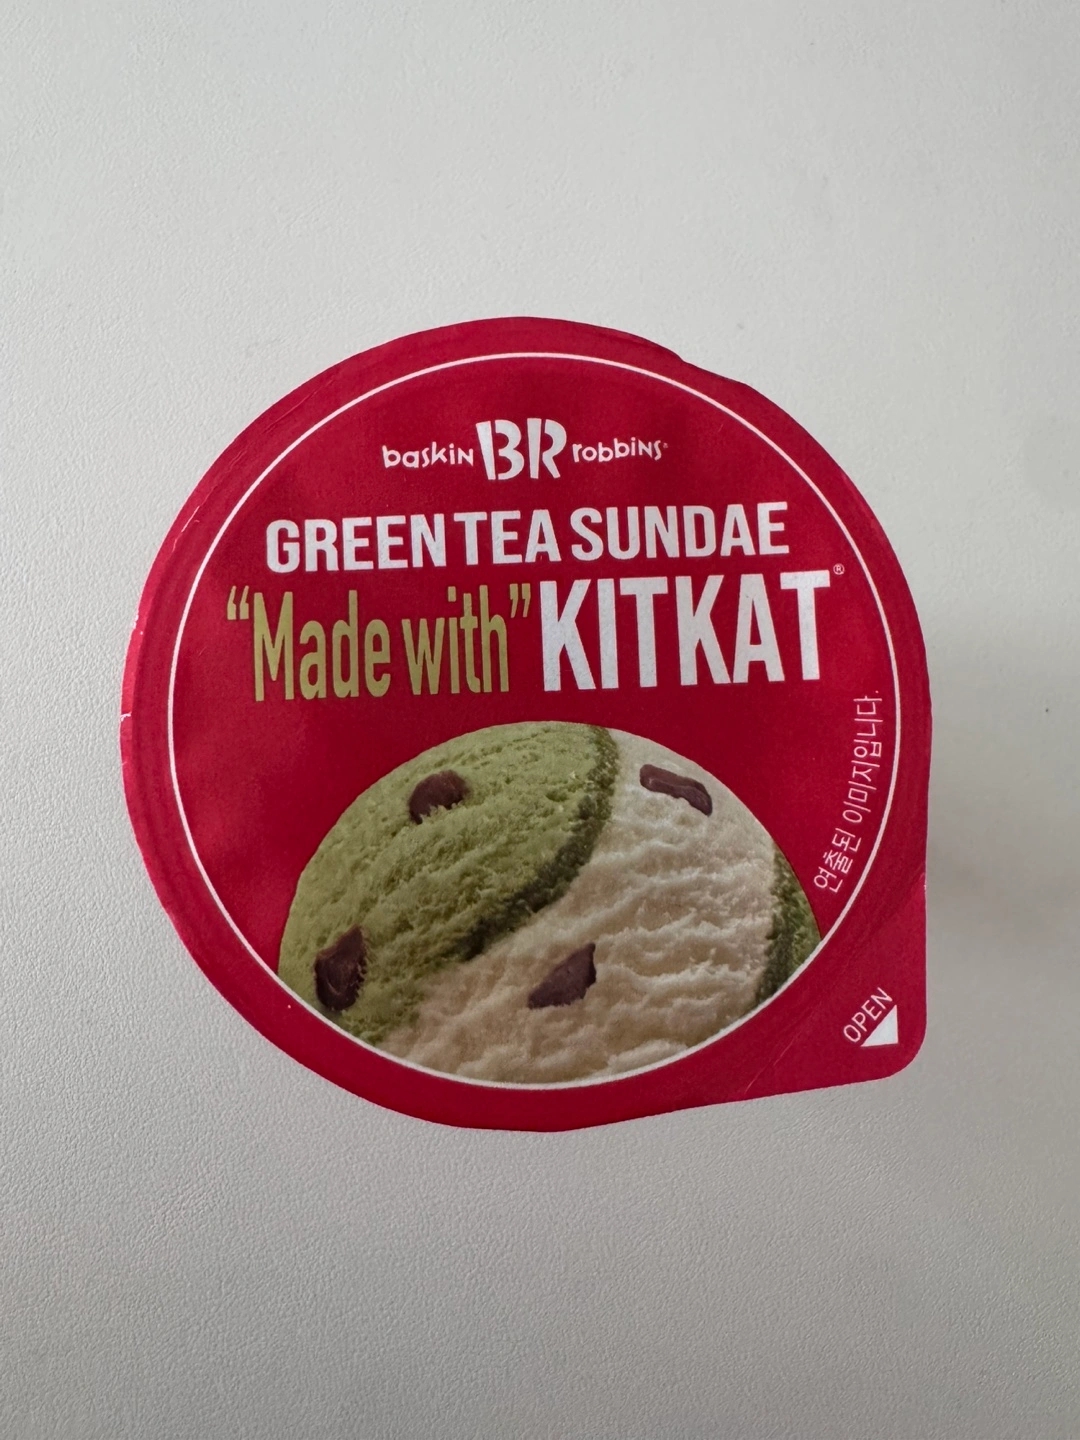 baskin BR robbins®
GREEN TEA SUNDAE
“Made with” KITKAT®
연출된 이미지입니다.
OPEN